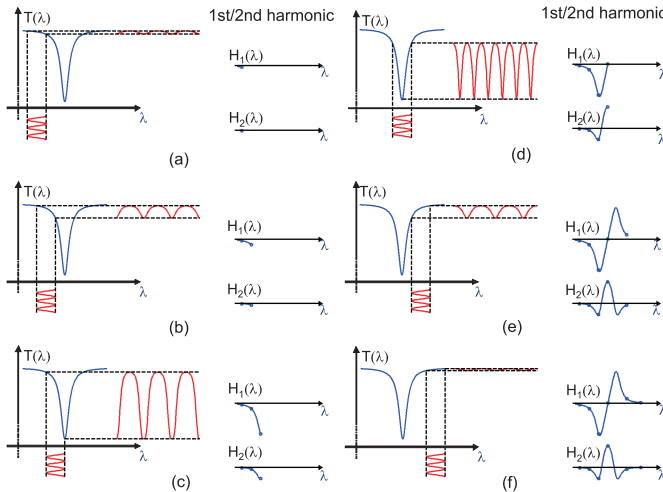 1st/2nd harmonic
T(λ)
H₁(λ)
λ
λ
H₂(λ)
λ
(a)
1st/2nd harmonic
T(λ)
H₁(λ)
λ
λ
H₂(λ)
λ
(d)
T(λ)
H₁(λ)
λ
λ
H₂(λ)
λ
(b)
T(λ)
H₁(λ)
λ
λ
H₂(λ)
λ
(e)
T(λ)
H₁(λ)
λ
λ
H₂(λ)
λ
(c)
T(λ)
H₁(λ)
λ
λ
H₂(λ)
λ
(f)